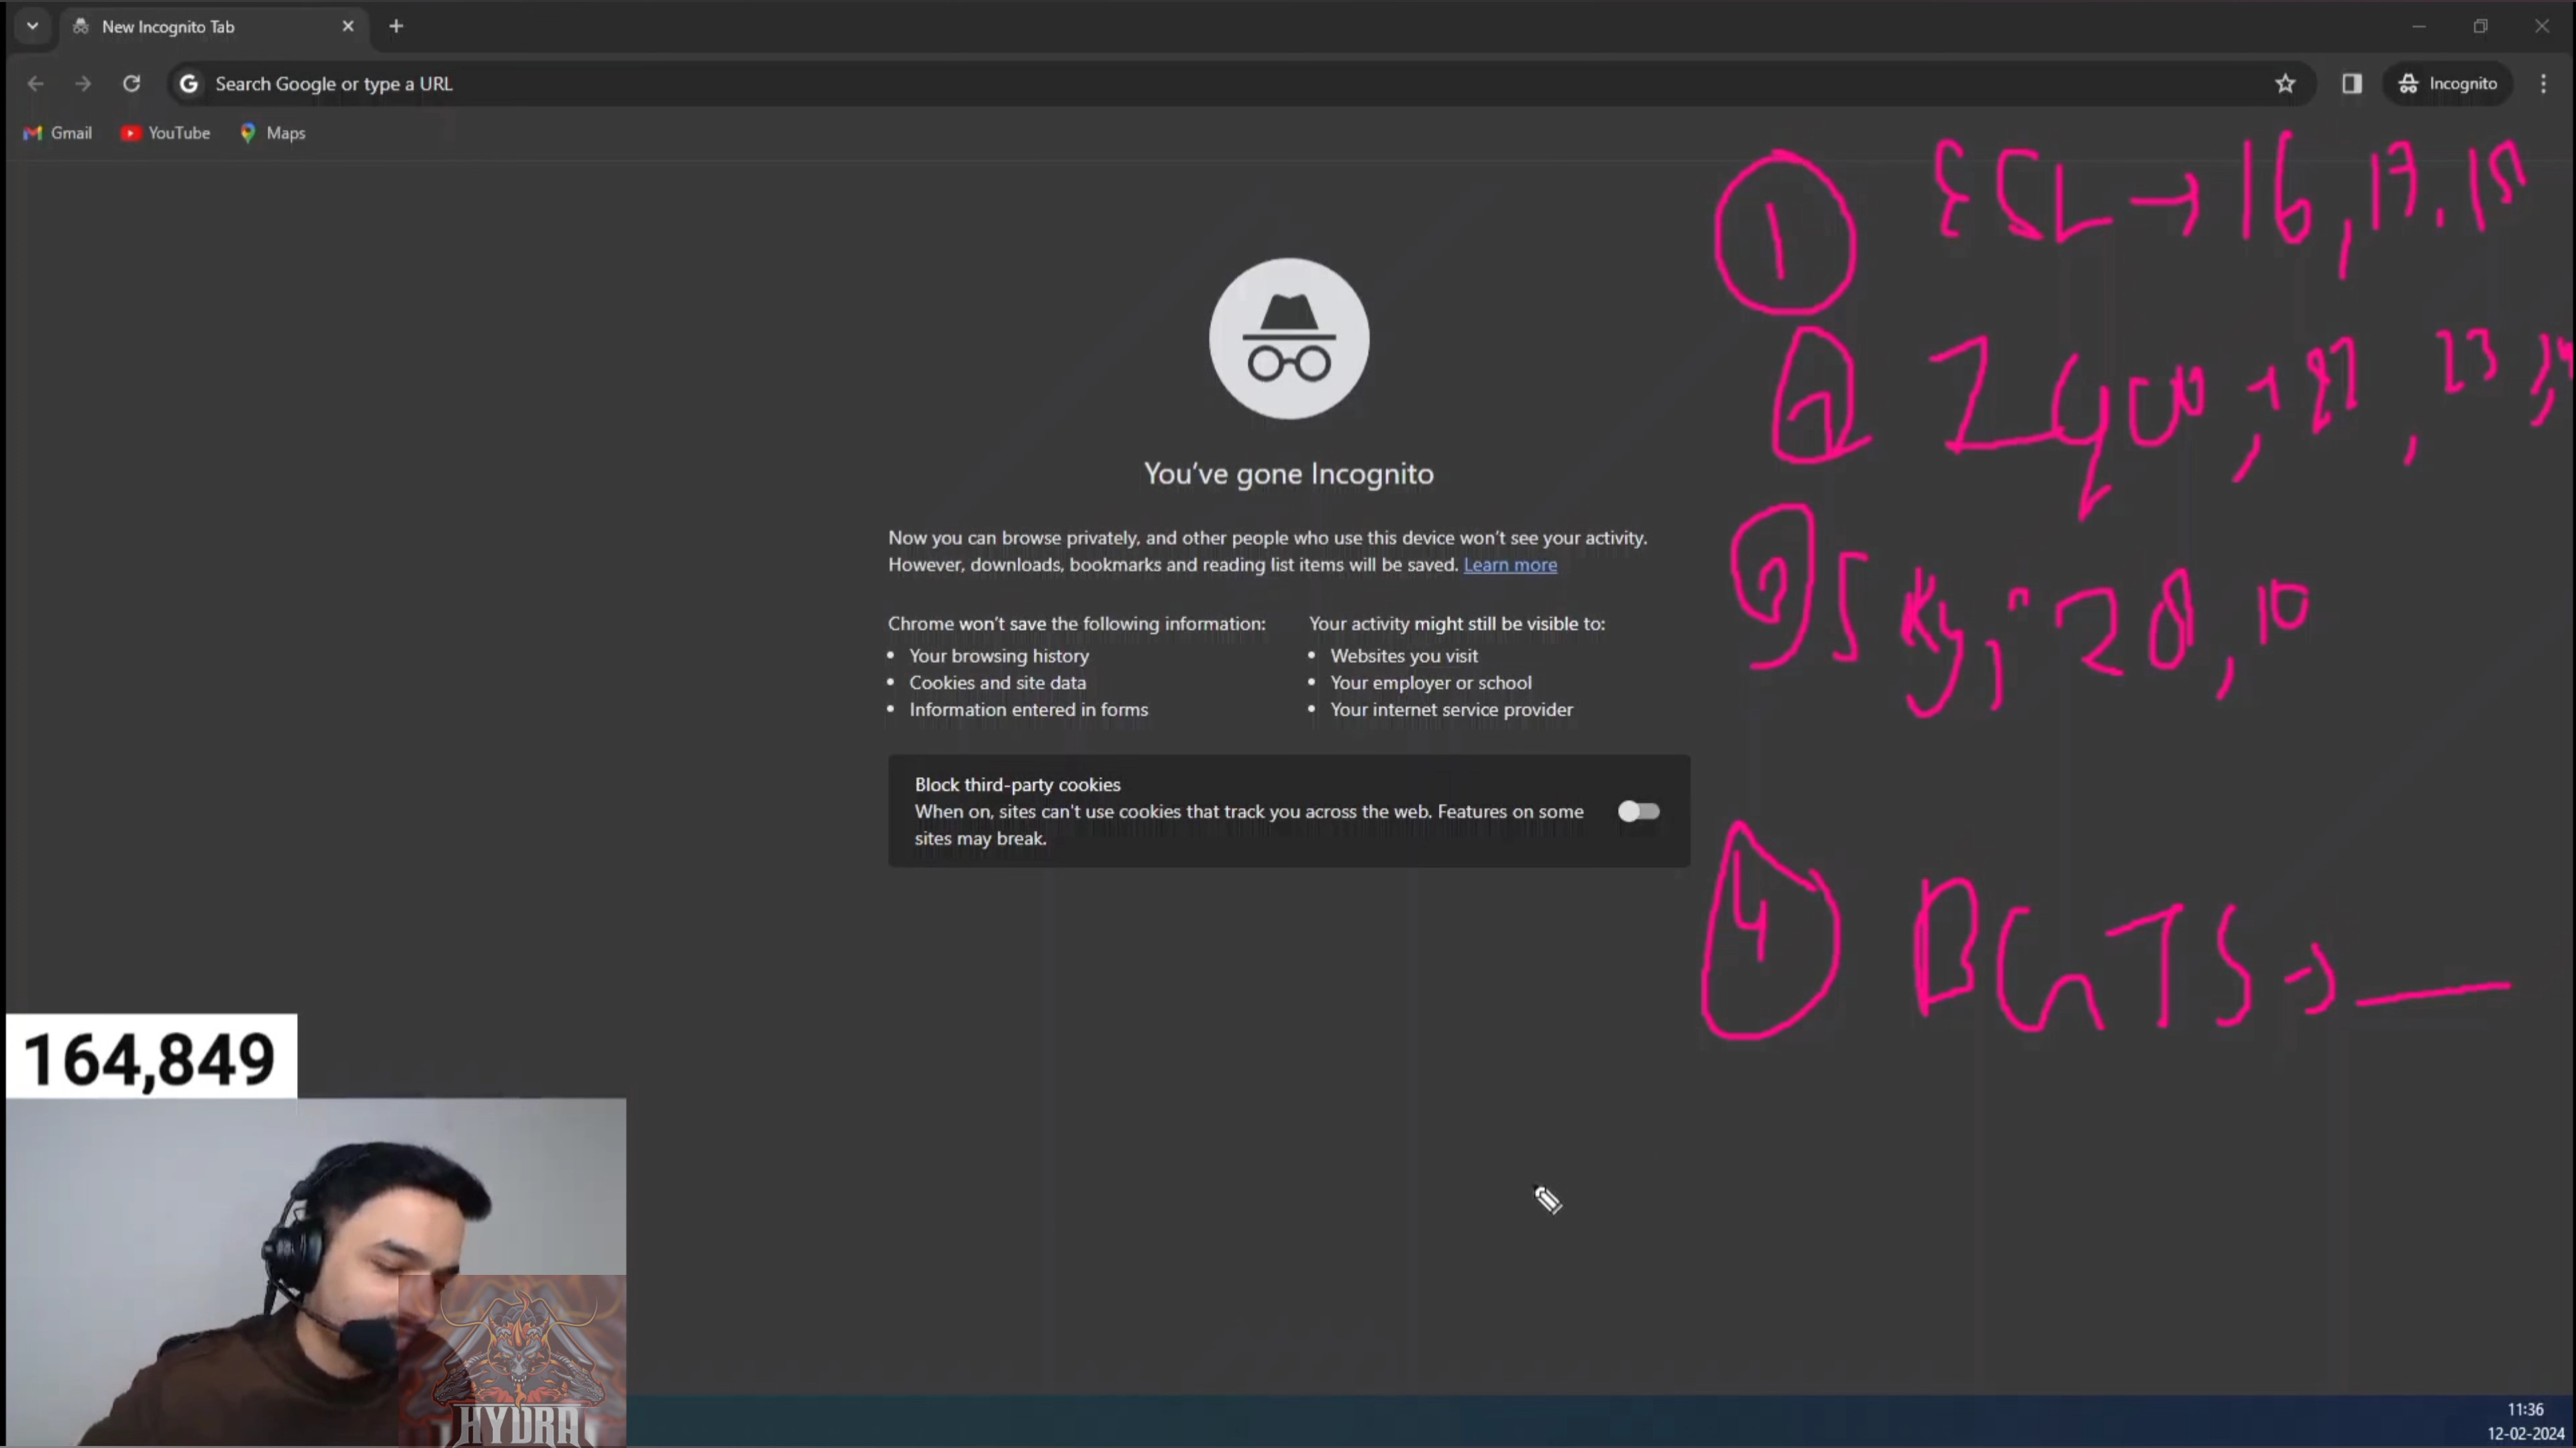 New Incognito Tab
Search Google or type a URL
Incognito
Gmail YouTube Maps
1 ESL → 16, 17, 18
2 23, 24
You've gone Incognito
Now you can browse privately, and other people who use this device won't see your activity.
However, downloads, bookmarks and reading list items will be saved. Learn more
3 Skyj 28, 10
Chrome won't save the following information:
Your browsing history
Cookies and site data
Information entered in forms
Your activity might still be visible to:
Websites you visit
Your employer or school
Your internet service provider
Block third-party cookies
When on, sites can't use cookies that track you across the web. Features on some
sites may break.
4 BGTS →
164,849
HYDRA
11:36
12-02-2024